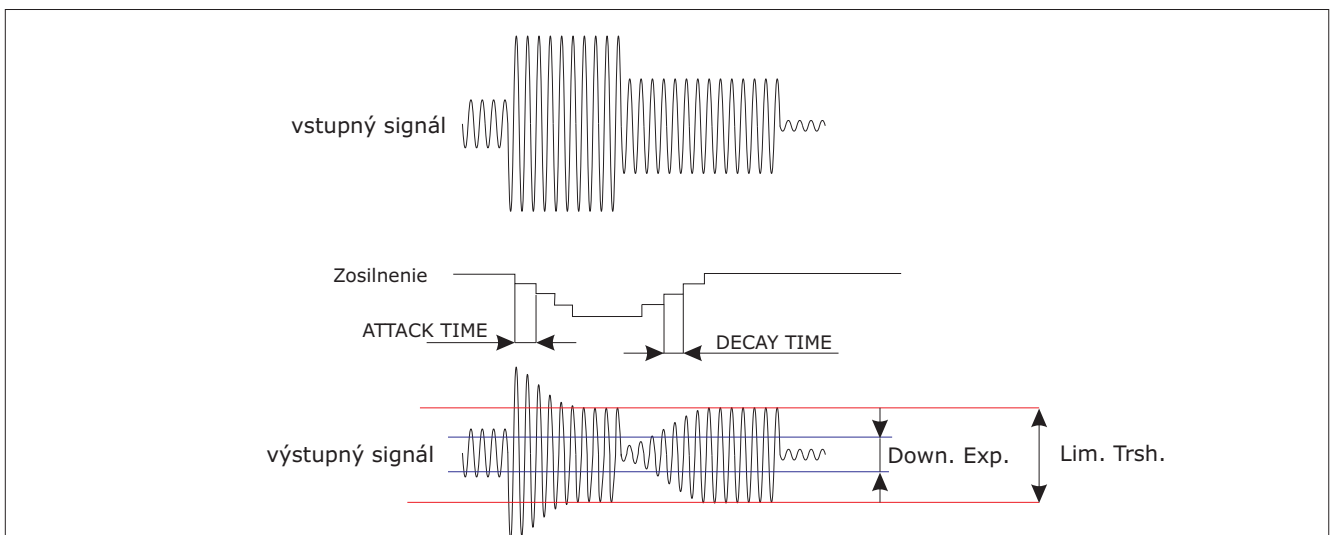 vstupný signál
Zosilnenie
ATTACK TIME
DECAY TIME
výstupný signál
Down. Exp.
Lim. Trsh.